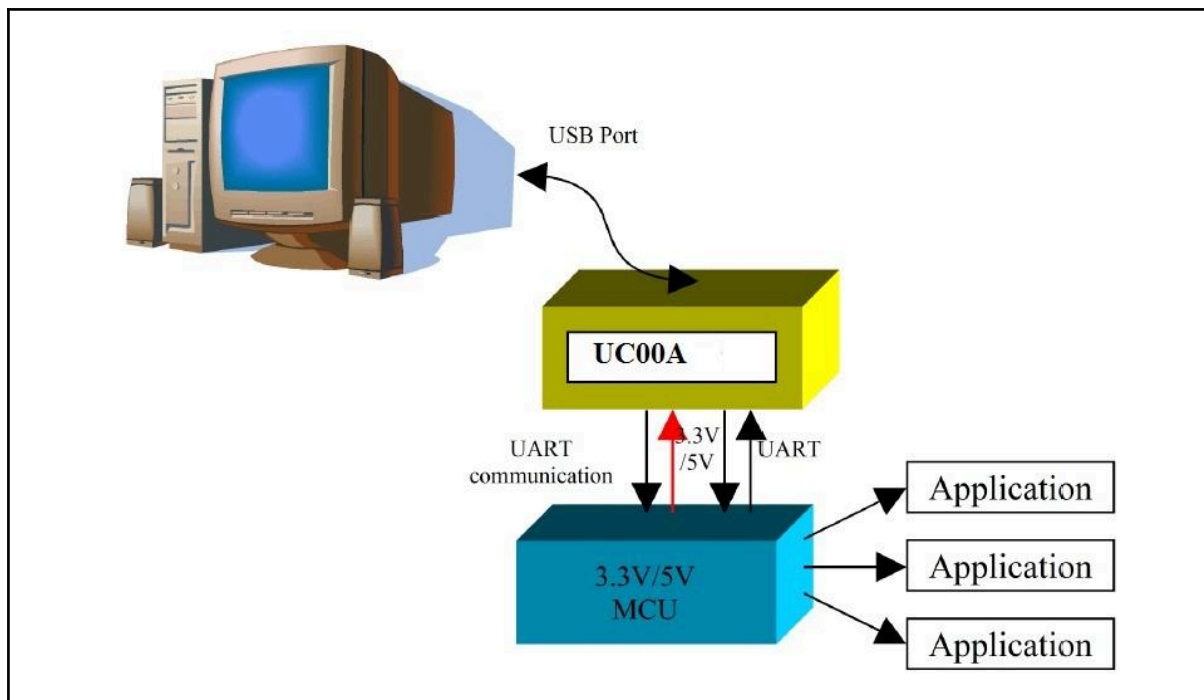 USB Port
UC00A
UART
communication
3.3V
/5V
UART
3.3V/5V
MCU
Application
Application
Application